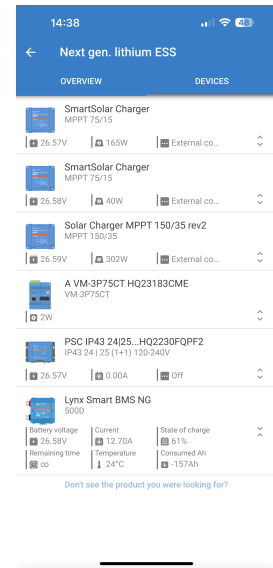 14:38
43
Next gen. lithium ESS
OVERVIEW DEVICES
SmartSolar Charger
MPPT 75/15
26.57V 165W External co...
SmartSolar Charger
MPPT 75/15
26.58V 40W External co...
Solar Charger MPPT 150/35 rev2
MPPT 150/35
26.59V 302W External co...
A VM-3P75CT HQ23183CME
VM-3P75CT
2W
PSC IP43 24|25...HQ2230FQPF2
IP43 24 | 25 (1+1) 120-240V
26.57V 0.00A Off
Lynx Smart BMS NG
500D
Battery voltage Current State of charge
26.58V 12.70A 61%
Remaining time Temperature Consumed Ah
∞ 24°C -157Ah
Don't see the product you were looking for?